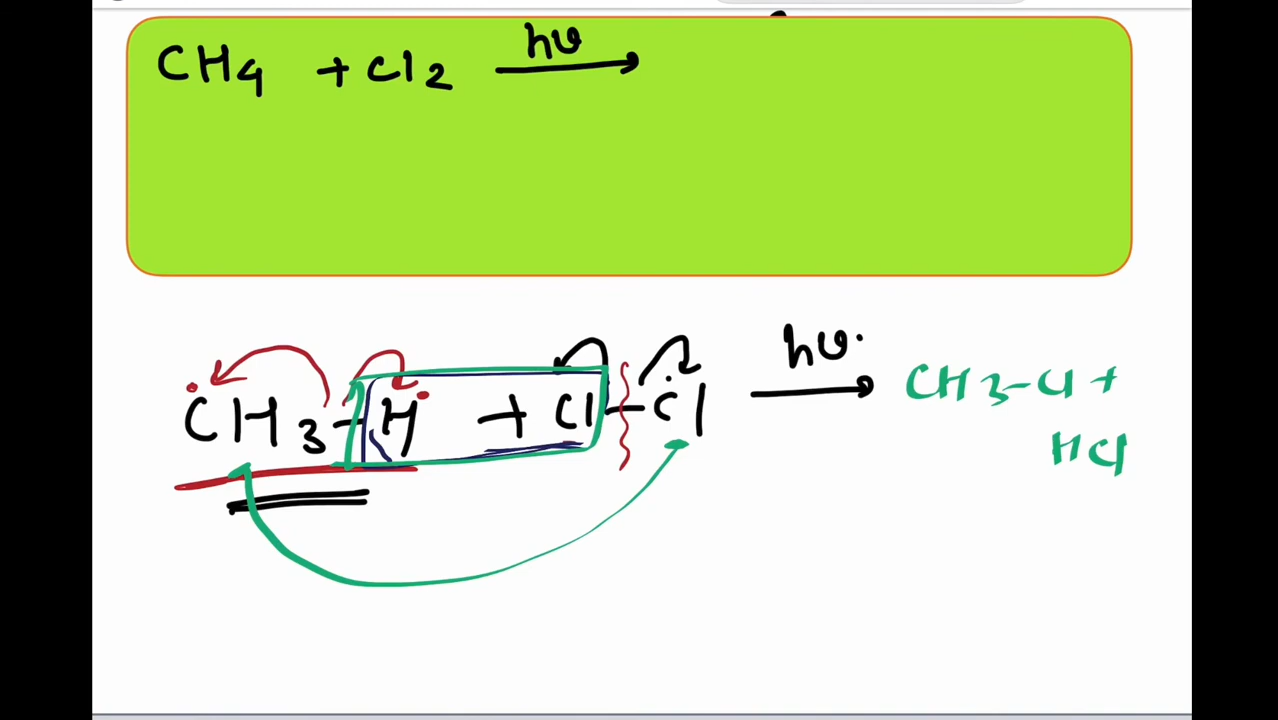 CH4 + Cl2 hν →
CH3 - H + Cl - Cl hν → CH3 - Cl +
HCl